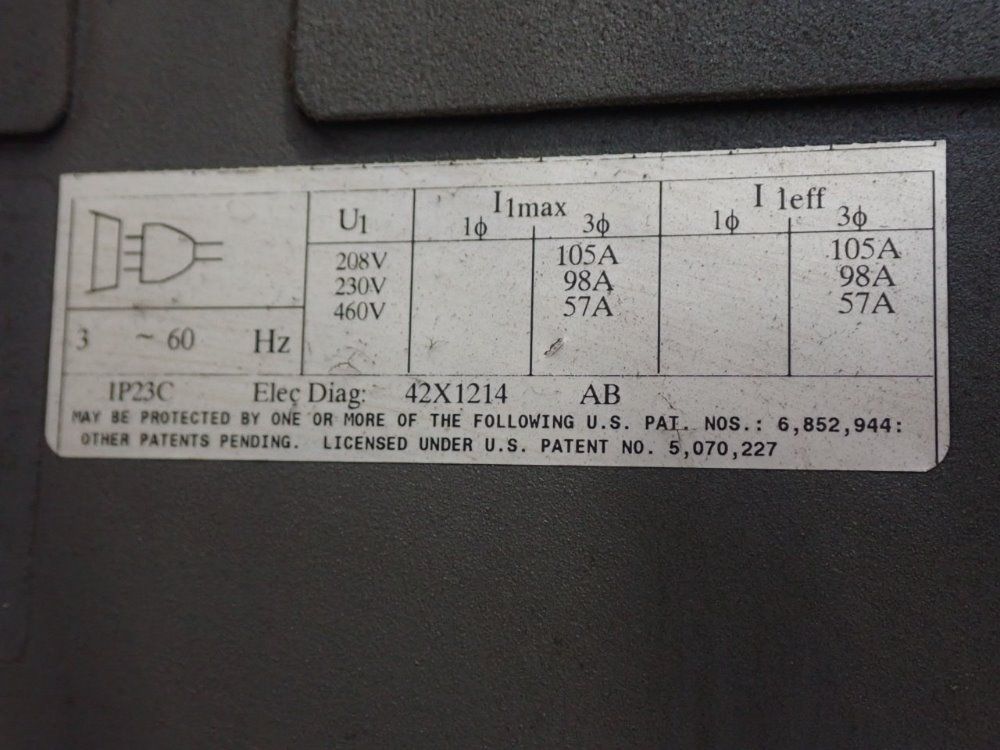 U1 I1max I 1eff
1ϕ 3ϕ 1ϕ 3ϕ
208V 105A 105A
230V 98A 98A
460V 57A 57A
3 ~ 60 Hz
IP23C Elec Diag: 42X1214 AB
MAY BE PROTECTED BY ONE OR MORE OF THE FOLLOWING U.S. PAT. NOS.: 6,852,944:
OTHER PATENTS PENDING. LICENSED UNDER U.S. PATENT NO. 5,070,227